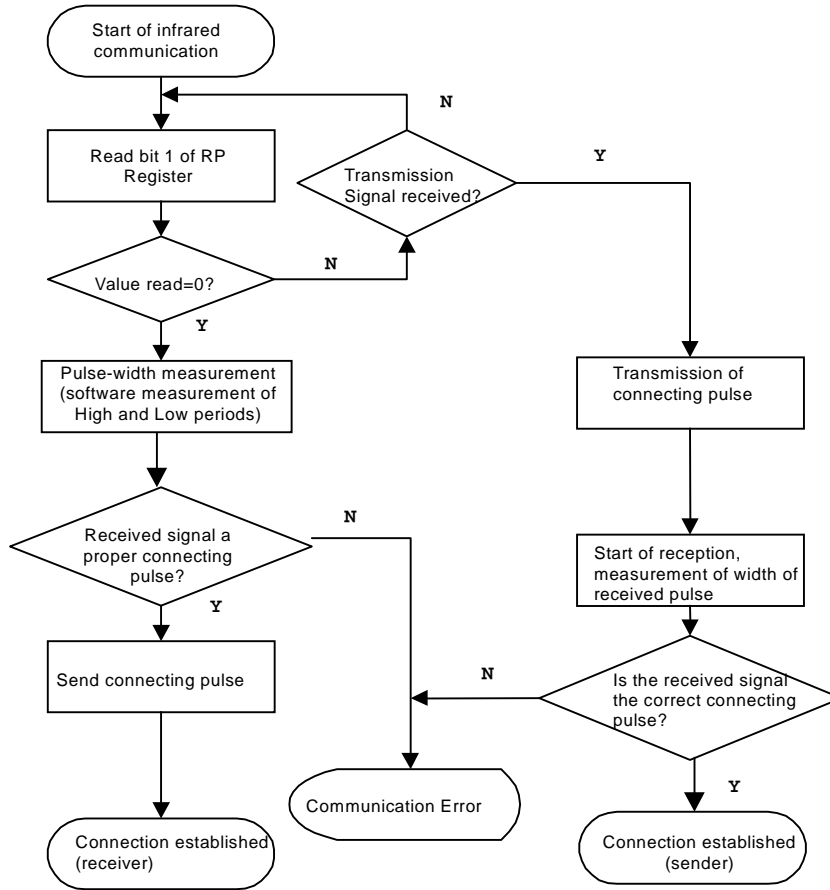 Start of infrared
communication
N
Read bit 1 of RP
Register
Transmission
Signal received?
Y
Value read=0?
N
Y
Pulse-width measurement
(software measurement of
High and Low periods)
Transmission of
connecting pulse
Received signal a
proper connecting
pulse?
N
Y
Start of reception,
measurement of width of
received pulse
Send connecting pulse
Is the received signal
the correct connecting
pulse?
N
Y
Communication Error
Connection established
(receiver)
Connection established
(sender)